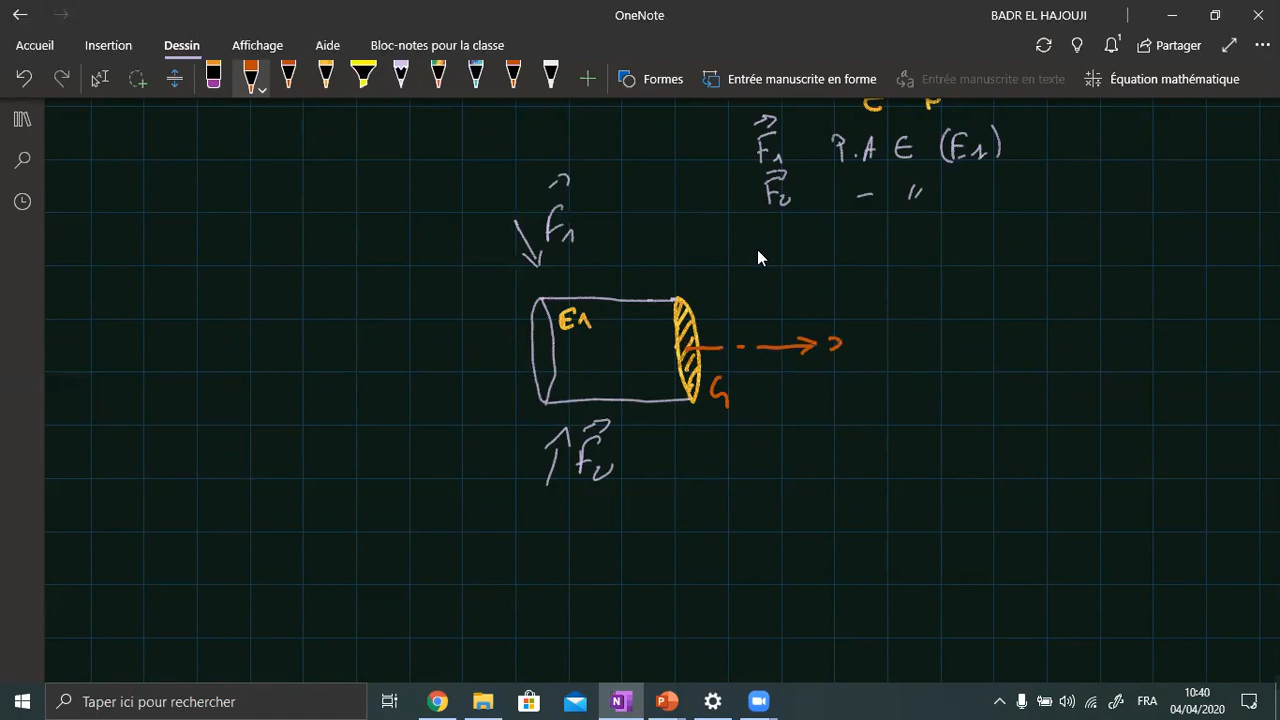 OneNote
BADR EL HAJOUJI
Accueil Insertion Dessin Affichage Aide Bloc-notes pour la classe
Partager
Formes Entrée manuscrite en forme Entrée manuscrite en texte Équation mathématique
F1 P.A ∈ (E1)
F2 - "
F1
E1
G
F2
Taper ici pour rechercher
FRA
10:40
04/04/2020